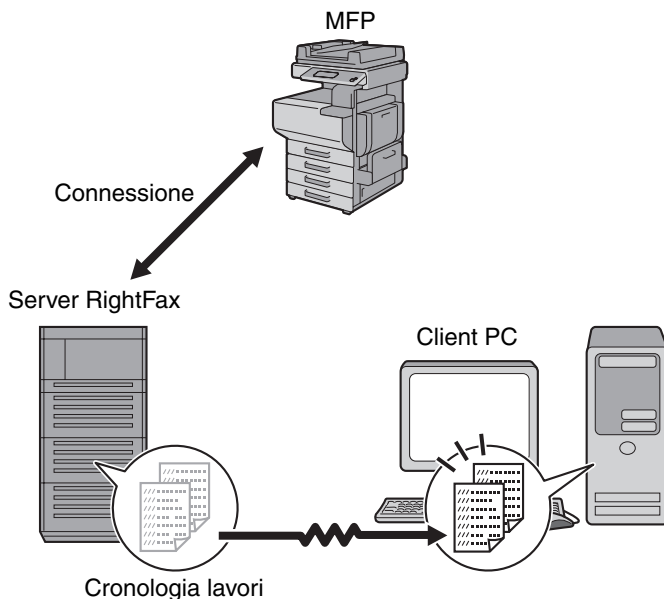 MFP
Connessione
Server RightFax
Client PC
Cronologia lavori